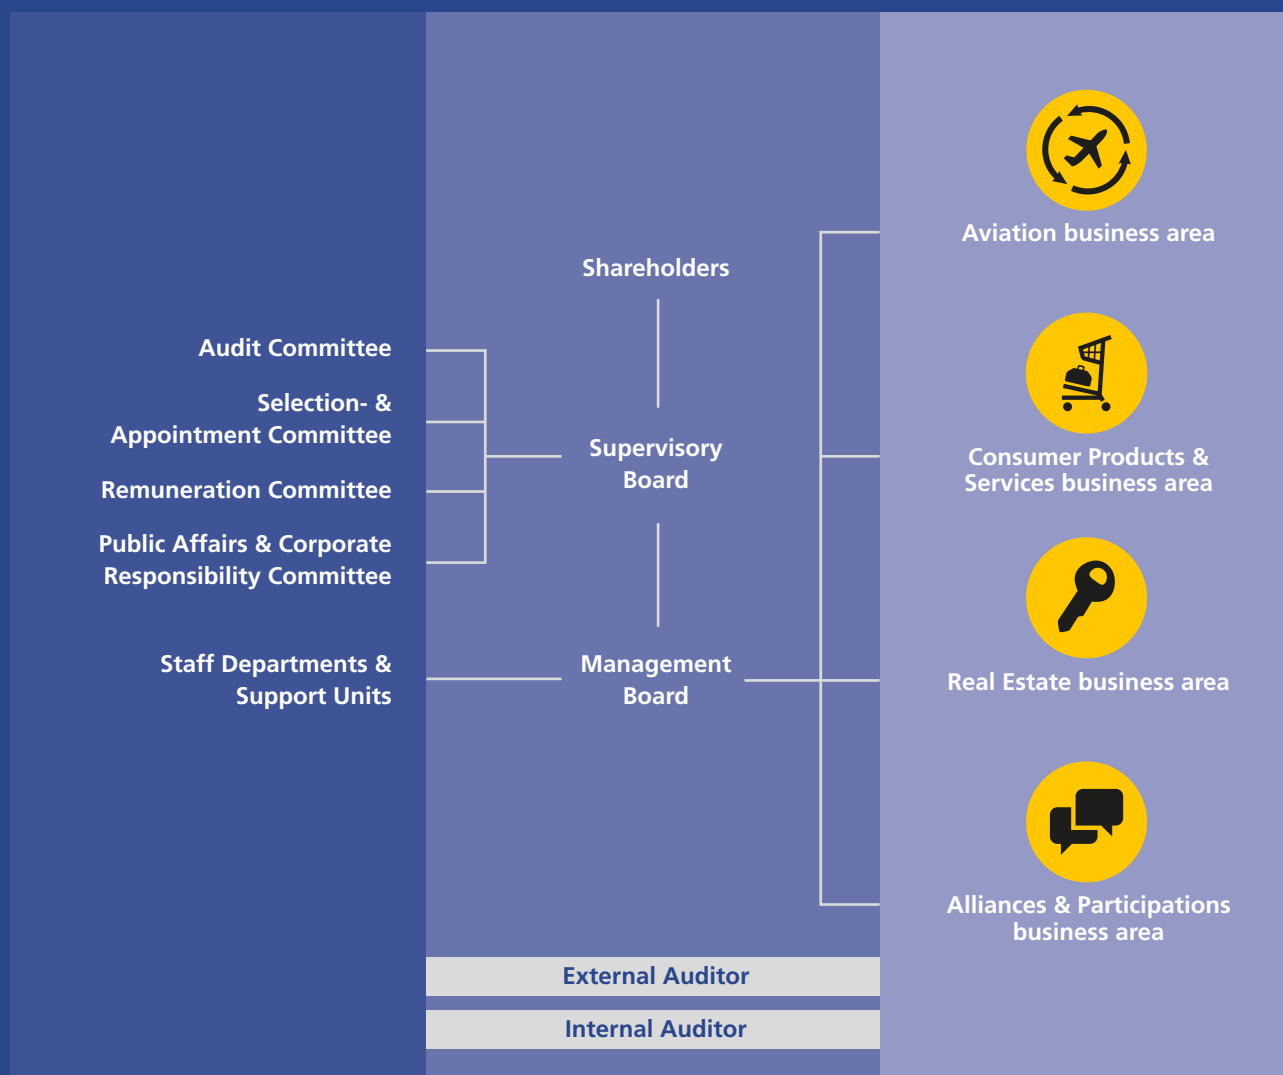 Audit Committee
Selection- &
Appointment Committee
Remuneration Committee
Public Affairs & Corporate
Responsibility Committee
Staff Departments &
Support Units
Shareholders
Supervisory
Board
Management
Board
External Auditor
Internal Auditor
Aviation business area
Consumer Products &
Services business area
Real Estate business area
Alliances & Participations
business area